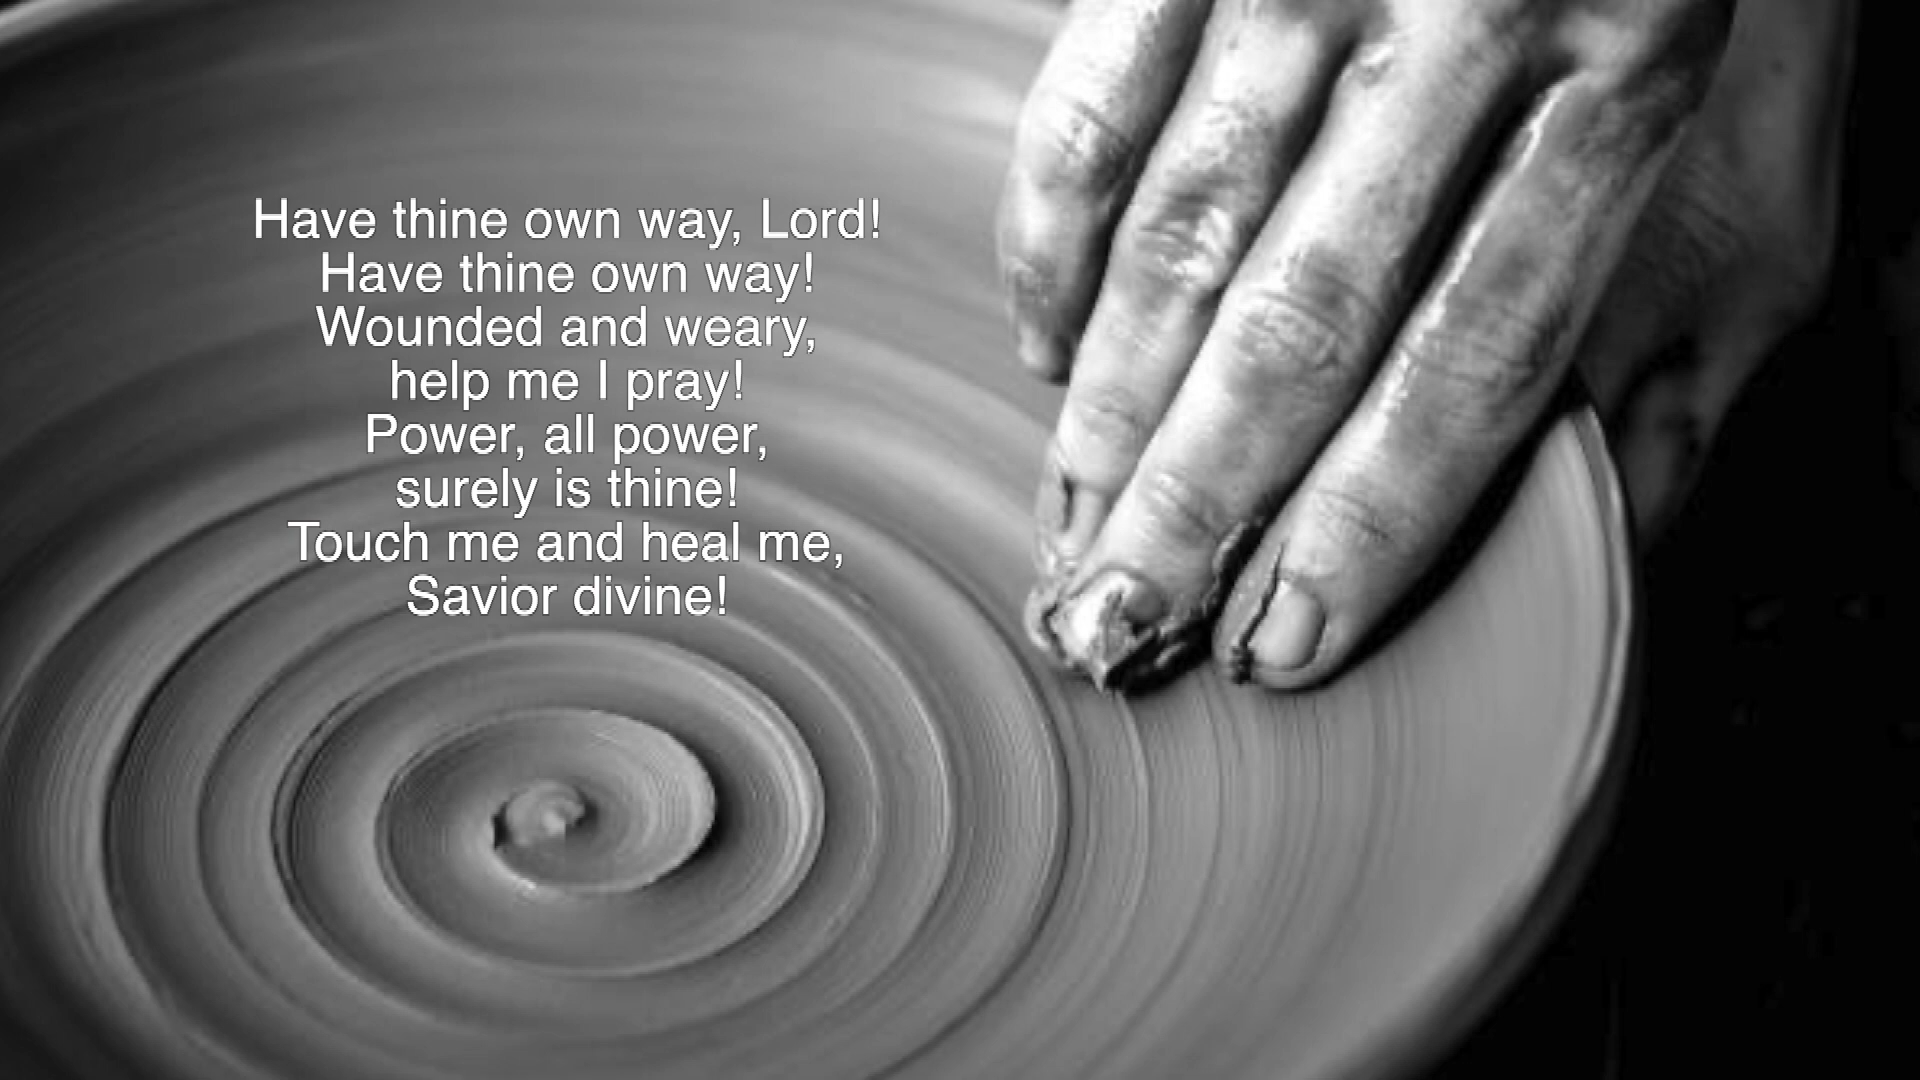 Have thine own way, Lord!
Have thine own way!
Wounded and weary,
help me I pray!
Power, all power,
surely is thine!
Touch me and heal me,
Savior divine!